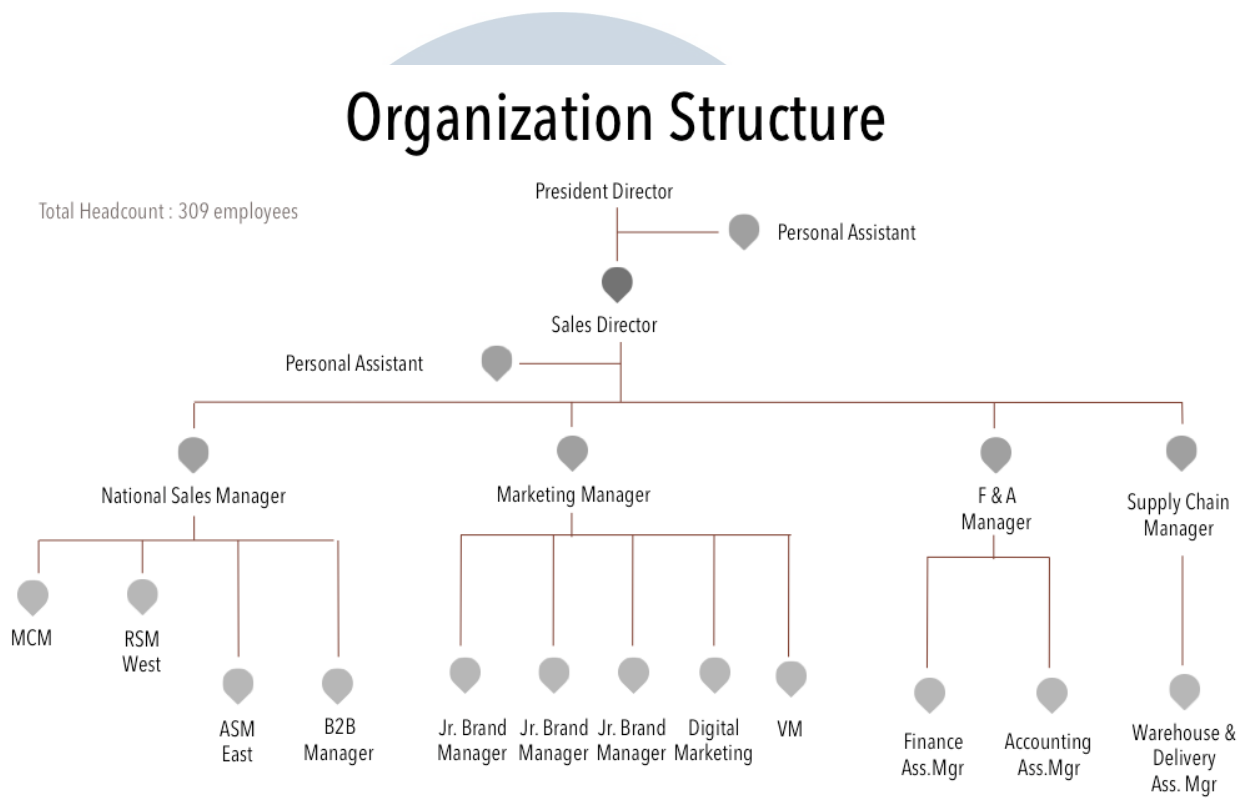 Organization Structure
Total Headcount : 309 employees
President Director
Personal Assistant
Sales Director
Personal Assistant
National Sales Manager
Marketing Manager
F & A
Manager
Supply Chain
Manager
MCM
RSM
West
ASM
East
B2B
Manager
Jr. Brand
Manager
Jr. Brand
Manager
Jr. Brand
Manager
Digital
Marketing
VM
Finance
Ass.Mgr
Accounting
Ass.Mgr
Warehouse &
Delivery
Ass. Mgr